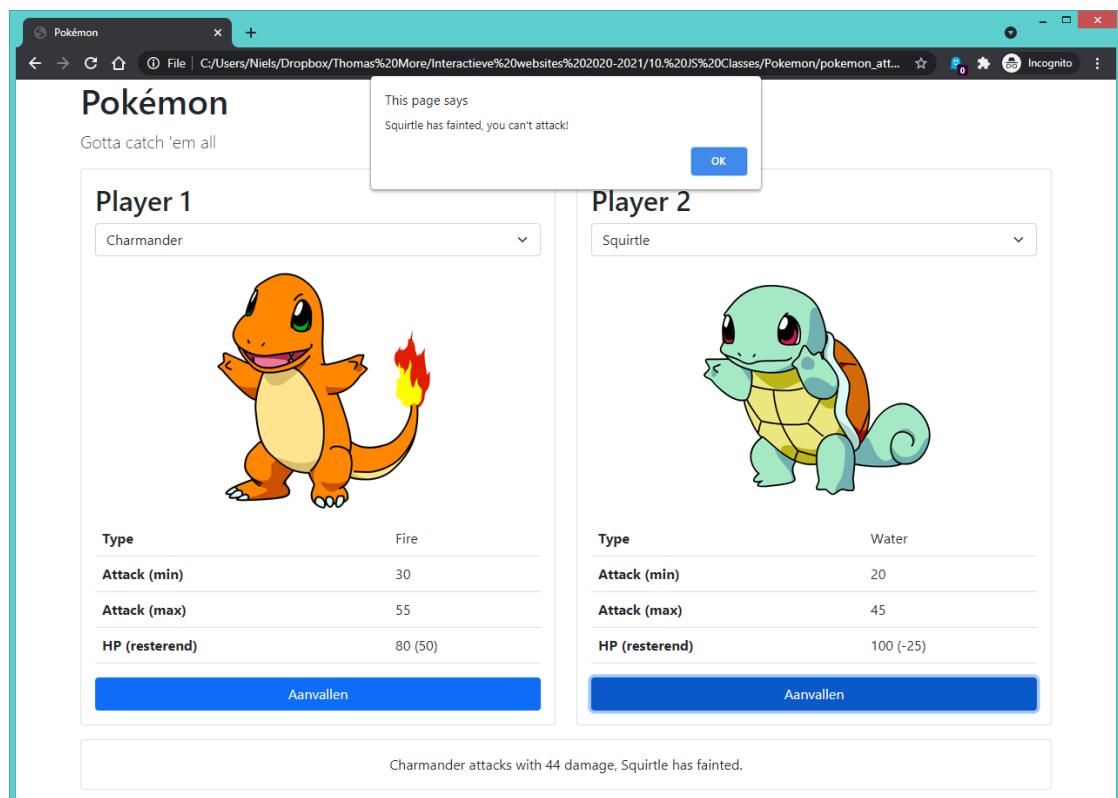 Pokémon
File | C:/Users/Niels/Dropbox/Thomas%20More/Interactieve%20websites%202020-2021/10.%20JS%20Classes/Pokemon/pokemon_att...
0
Incognito
This page says
Squirtle has fainted, you can't attack!
OK
Pokémon
Gotta catch 'em all
Player 1
Charmander
Type Fire
Attack (min) 30
Attack (max) 55
HP (resterend) 80 (50)
Aanvallen
Player 2
Squirtle
Type Water
Attack (min) 20
Attack (max) 45
HP (resterend) 100 (-25)
Aanvallen
Charmander attacks with 44 damage, Squirtle has fainted.